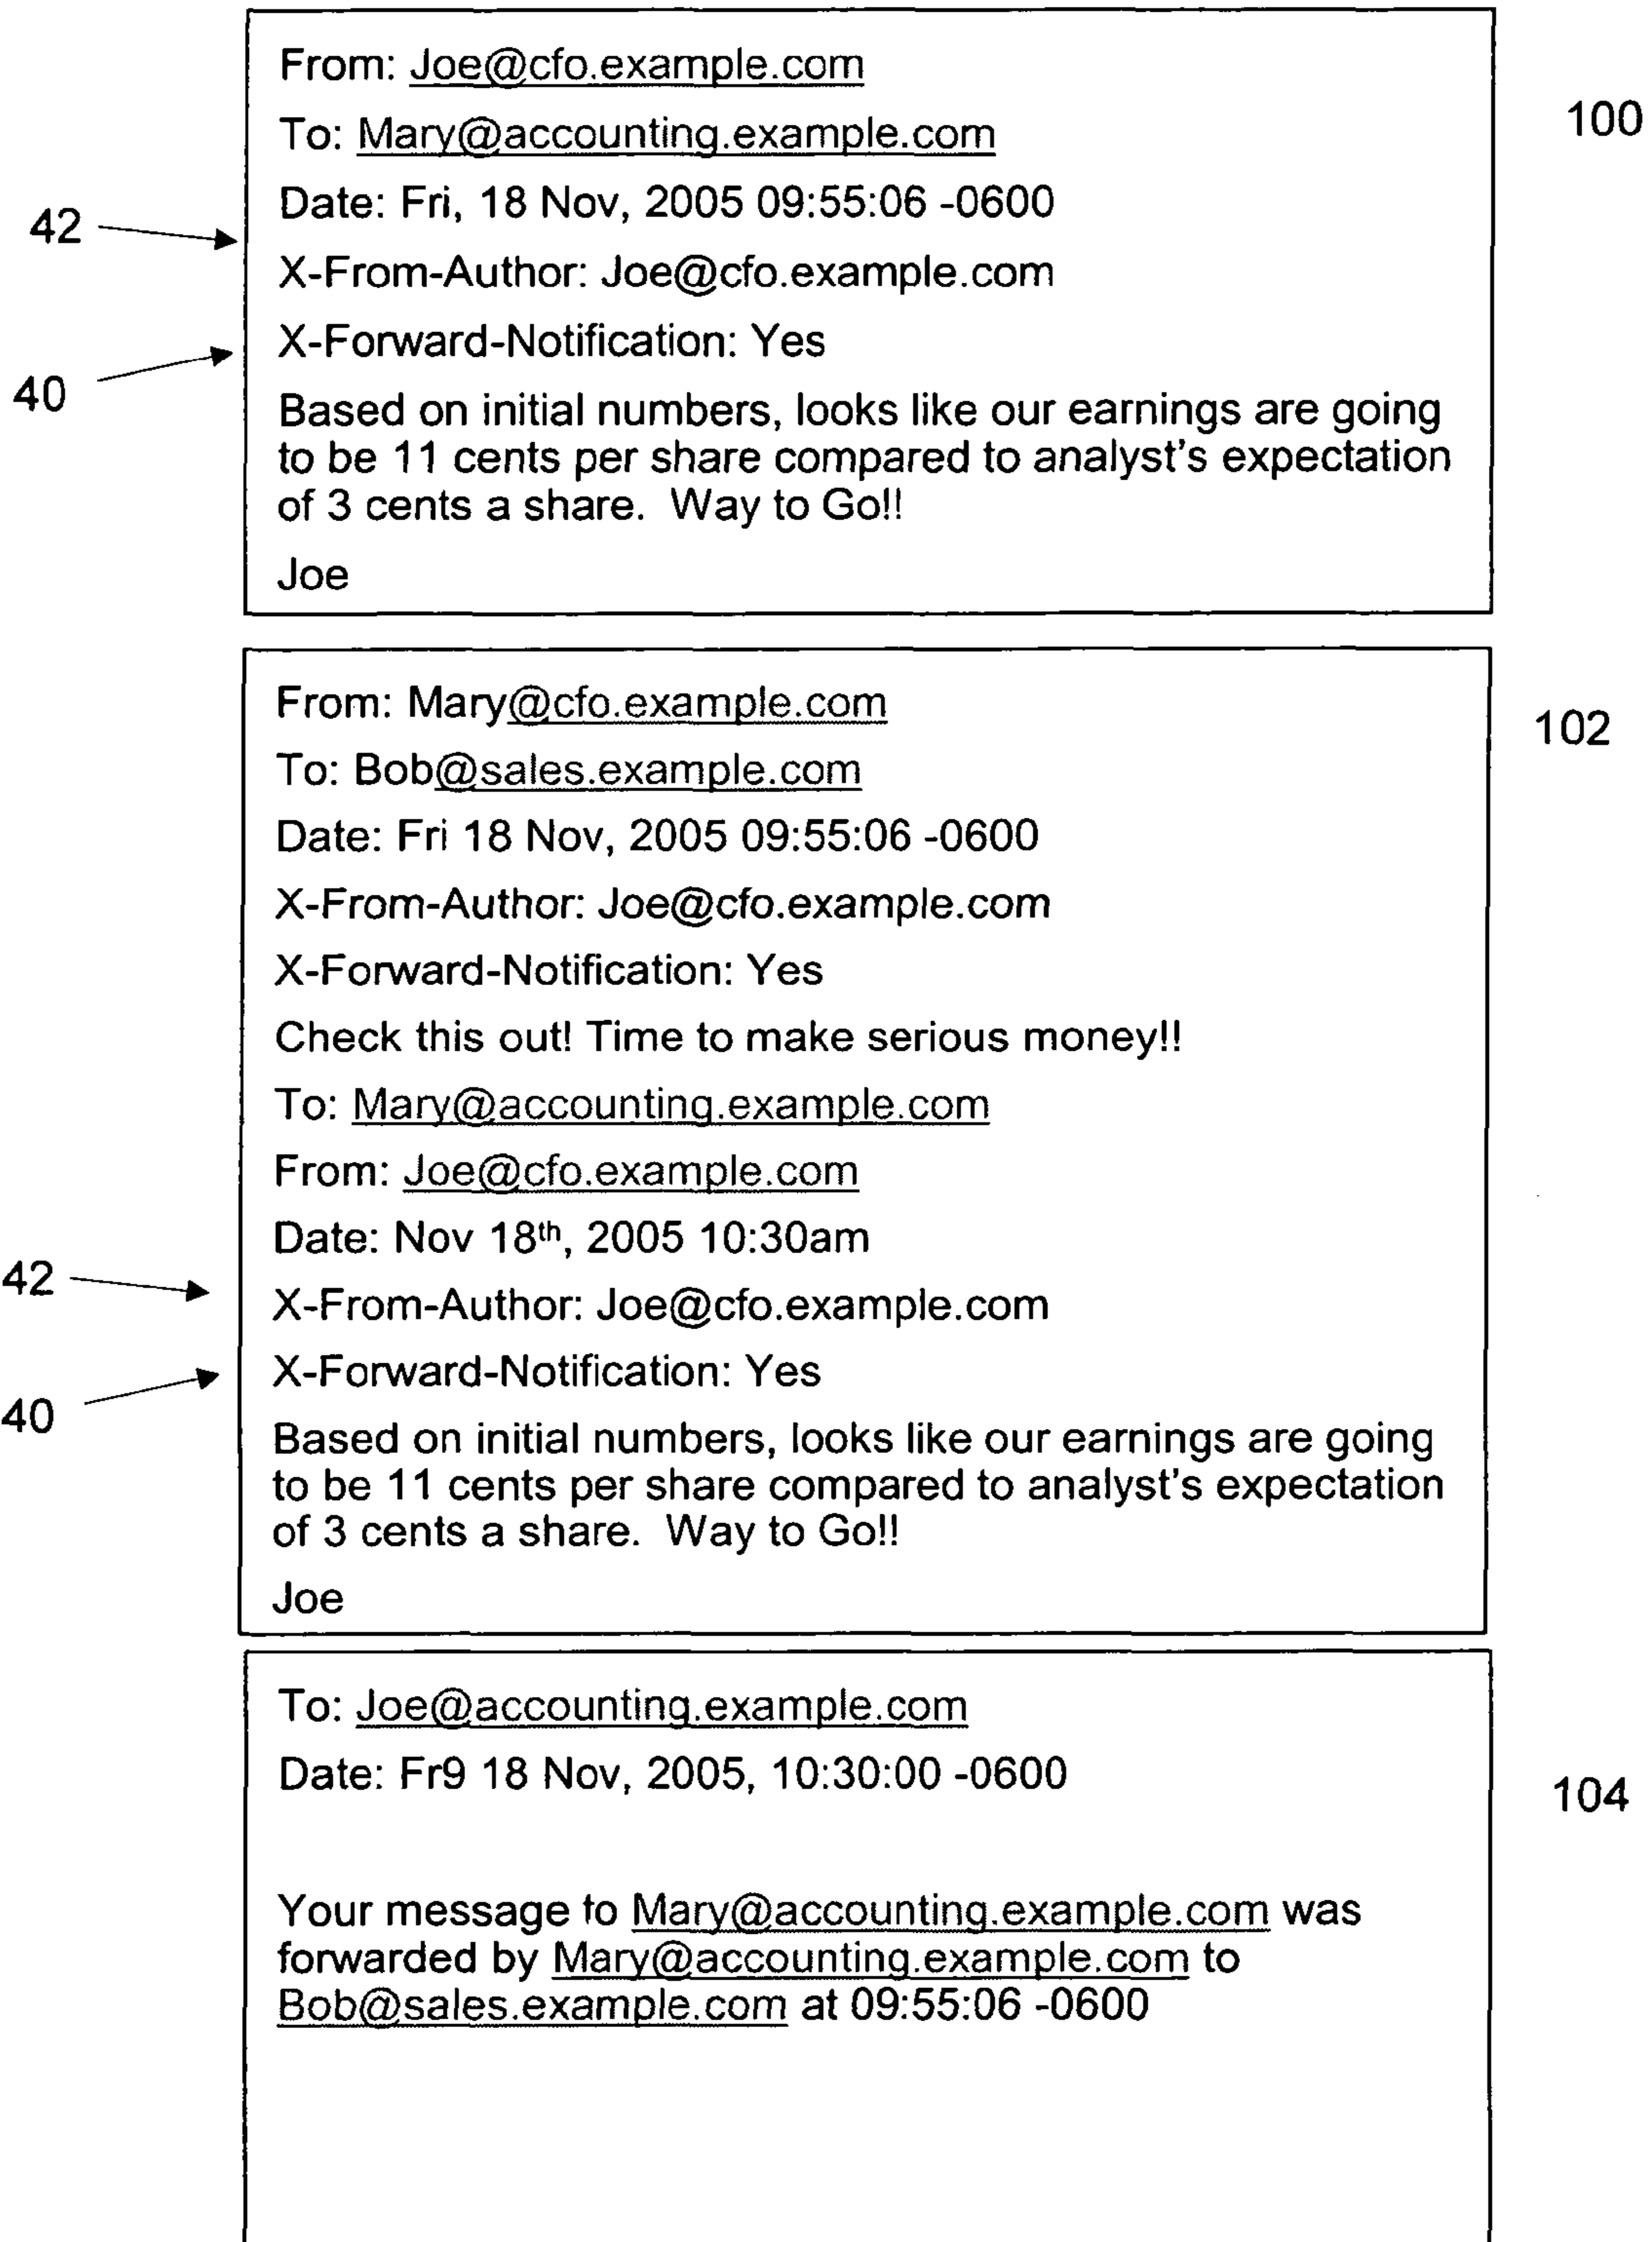 From: Joe@cfo.example.com
100
To: Mary@accounting.example.com
Date: Fri, 18 Nov, 2005 09:55:06 -0600
42
X-From-Author: Joe@cfo.example.com
X-Forward-Notification: Yes
40
Based on initial numbers, looks like our earnings are going
to be 11 cents per share compared to analyst's expectation
of 3 cents a share. Way to Go!!
Joe
From: Mary@cfo.example.com
102
To: Bob@sales.example.com
Date: Fri 18 Nov, 2005 09:55:06 -0600
X-From-Author: Joe@cfo.example.com
X-Forward-Notification: Yes
Check this out! Time to make serious money!!
To: Mary@accounting.example.com
From: Joe@cfo.example.com
Date: Nov 18th, 2005 10:30am
42
X-From-Author: Joe@cfo.example.com
X-Forward-Notification: Yes
40
Based on initial numbers, looks like our earnings are going
to be 11 cents per share compared to analyst's expectation
of 3 cents a share. Way to Go!!
Joe
To: Joe@accounting.example.com
Date: Fr9 18 Nov, 2005, 10:30:00 -0600
104
Your message to Mary@accounting.example.com was
forwarded by Mary@accounting.example.com to
Bob@sales.example.com at 09:55:06 -0600